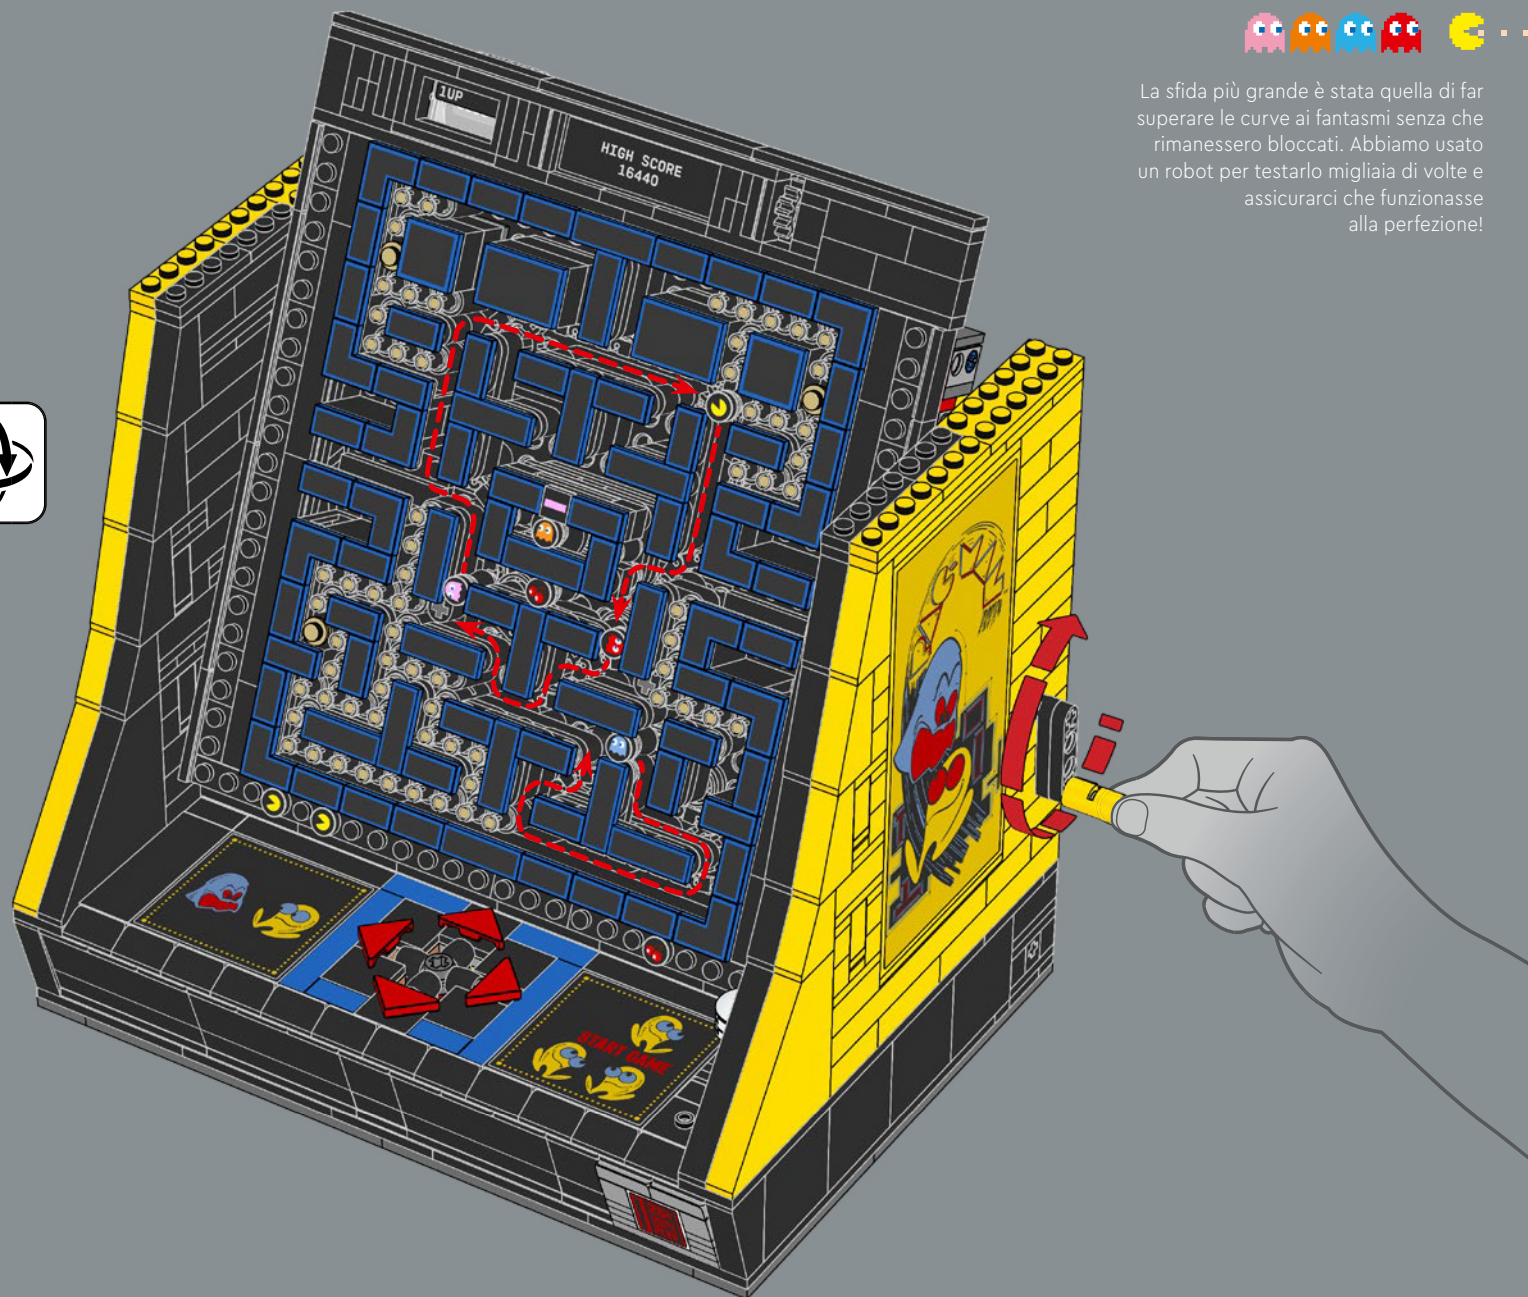 La sfida più grande è stata quella di far
superare le curve ai fantasmi senza che
rimanessero bloccati. Abbiamo usato
un robot per testarlo migliaia di volte e
assicurarci che funzionasse
alla perfezione!
1UP
HIGH SCORE
16440
START GAME